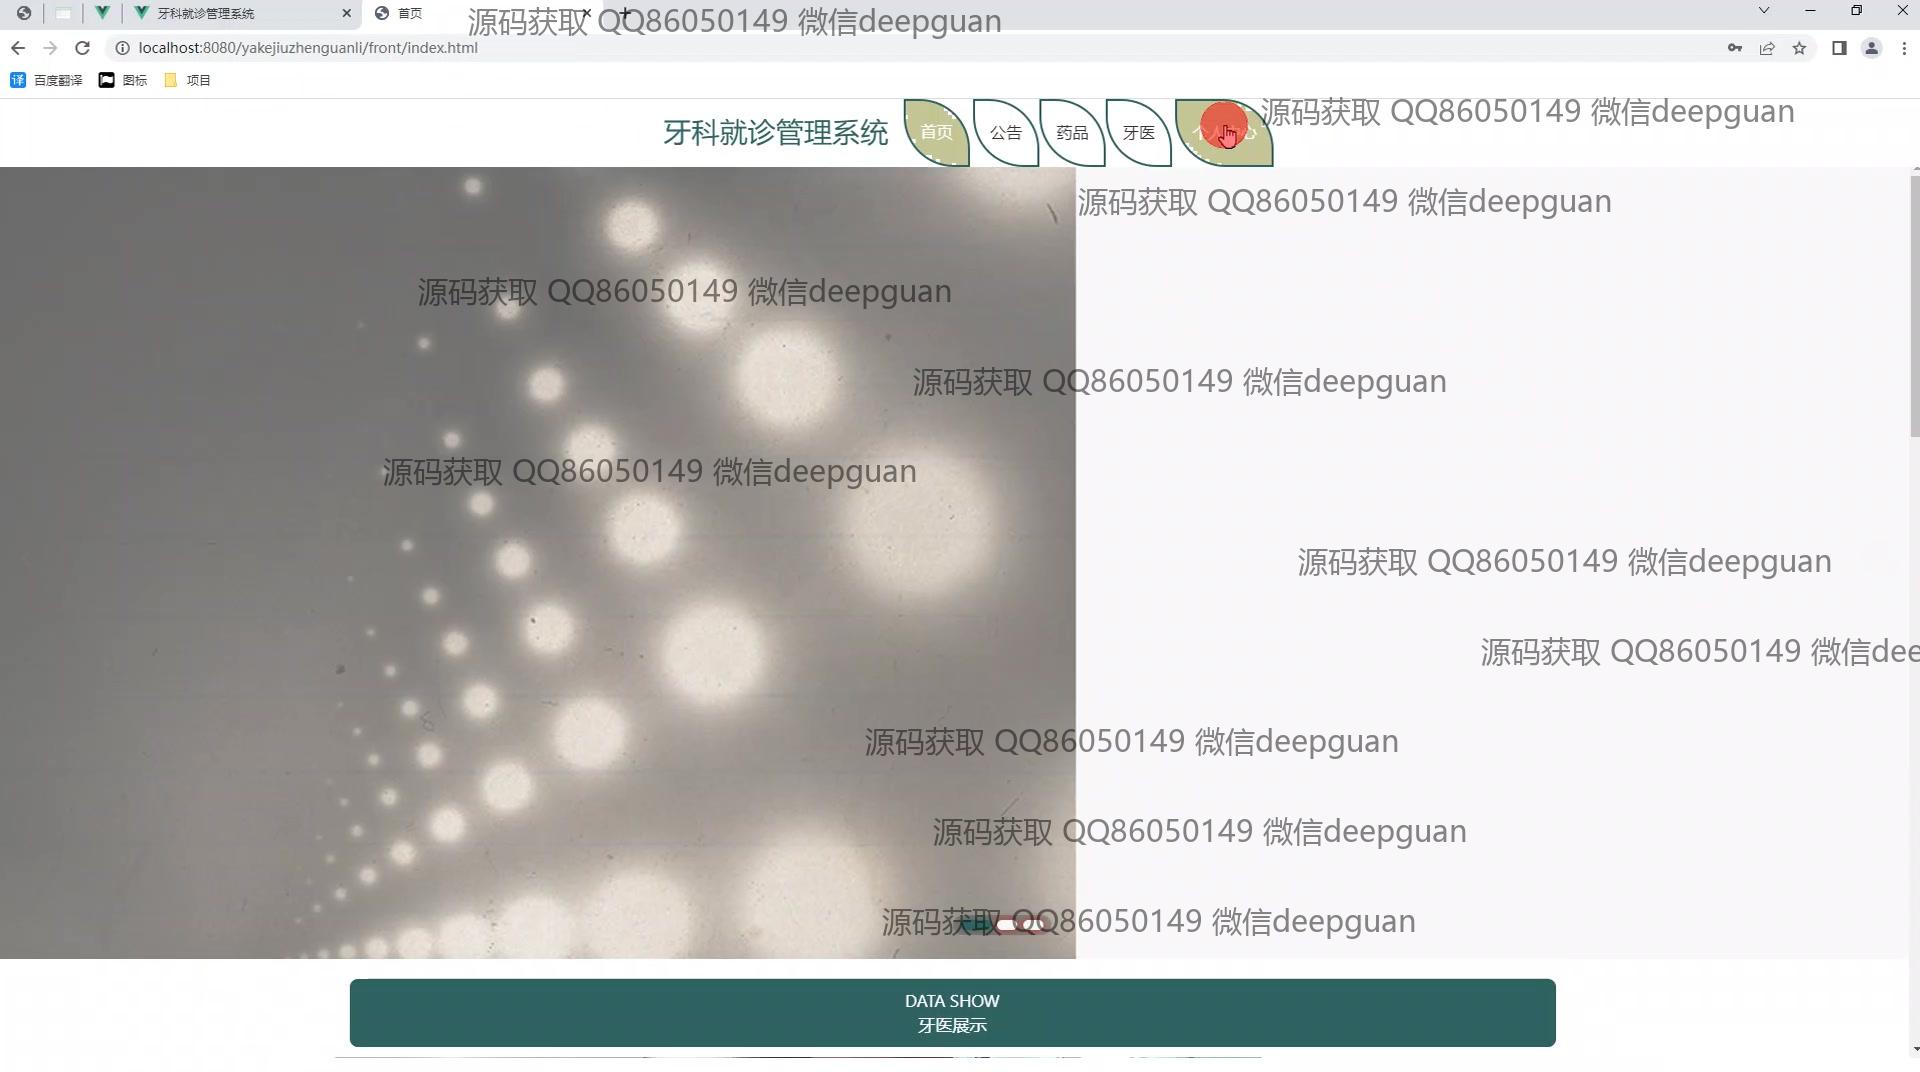 牙科就诊管理系统
首页
源码获取 QQ86050149 微信deepguan
localhost:8080/yakejiuzhenguanli/front/index.html
百度翻译
图标
项目
源码获取 QQ86050149 微信deepguan
牙科就诊管理系统
首页
公告
药品
牙医
源码获取 QQ86050149 微信deepguan
源码获取 QQ86050149 微信deepguan
源码获取 QQ86050149 微信deepguan
源码获取 QQ86050149 微信deepguan
源码获取 QQ86050149 微信deepguan
源码获取 QQ86050149 微信dee
源码获取 QQ86050149 微信deepguan
源码获取 QQ86050149 微信deepguan
源码获取 QQ86050149 微信deepguan
DATA SHOW
牙医展示